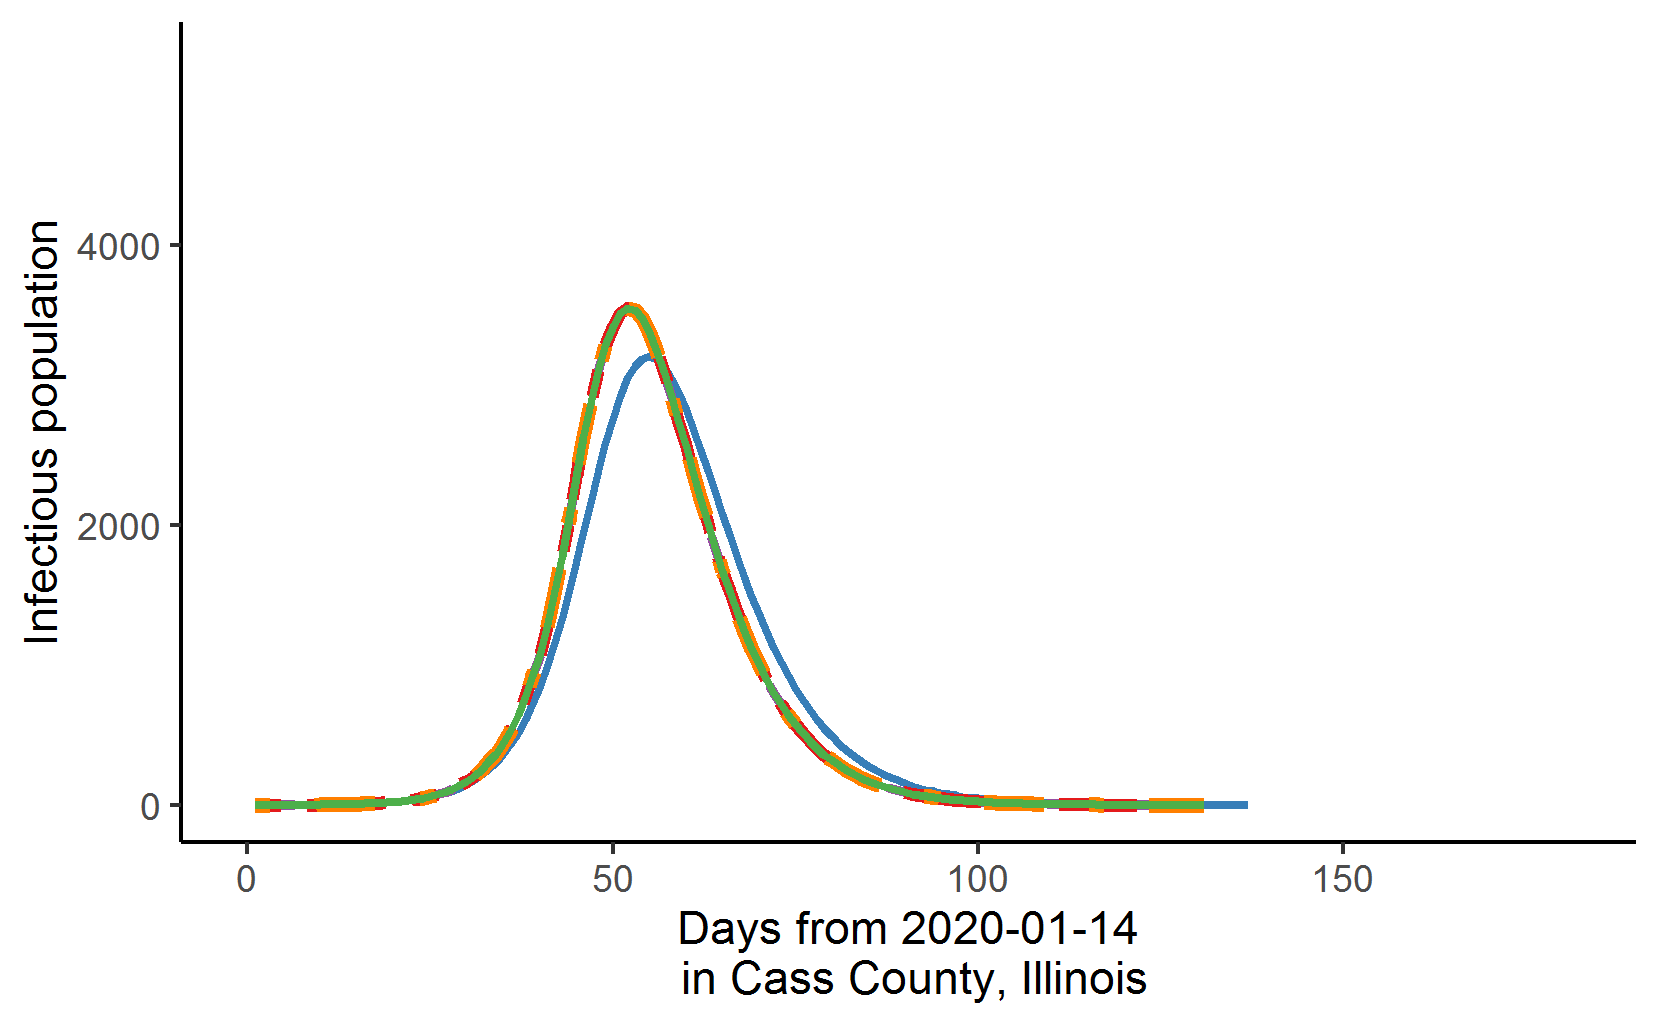 Infectious population
4000
2000
0
0 50 100 150
Days from 2020-01-14
in Cass County, Illinois